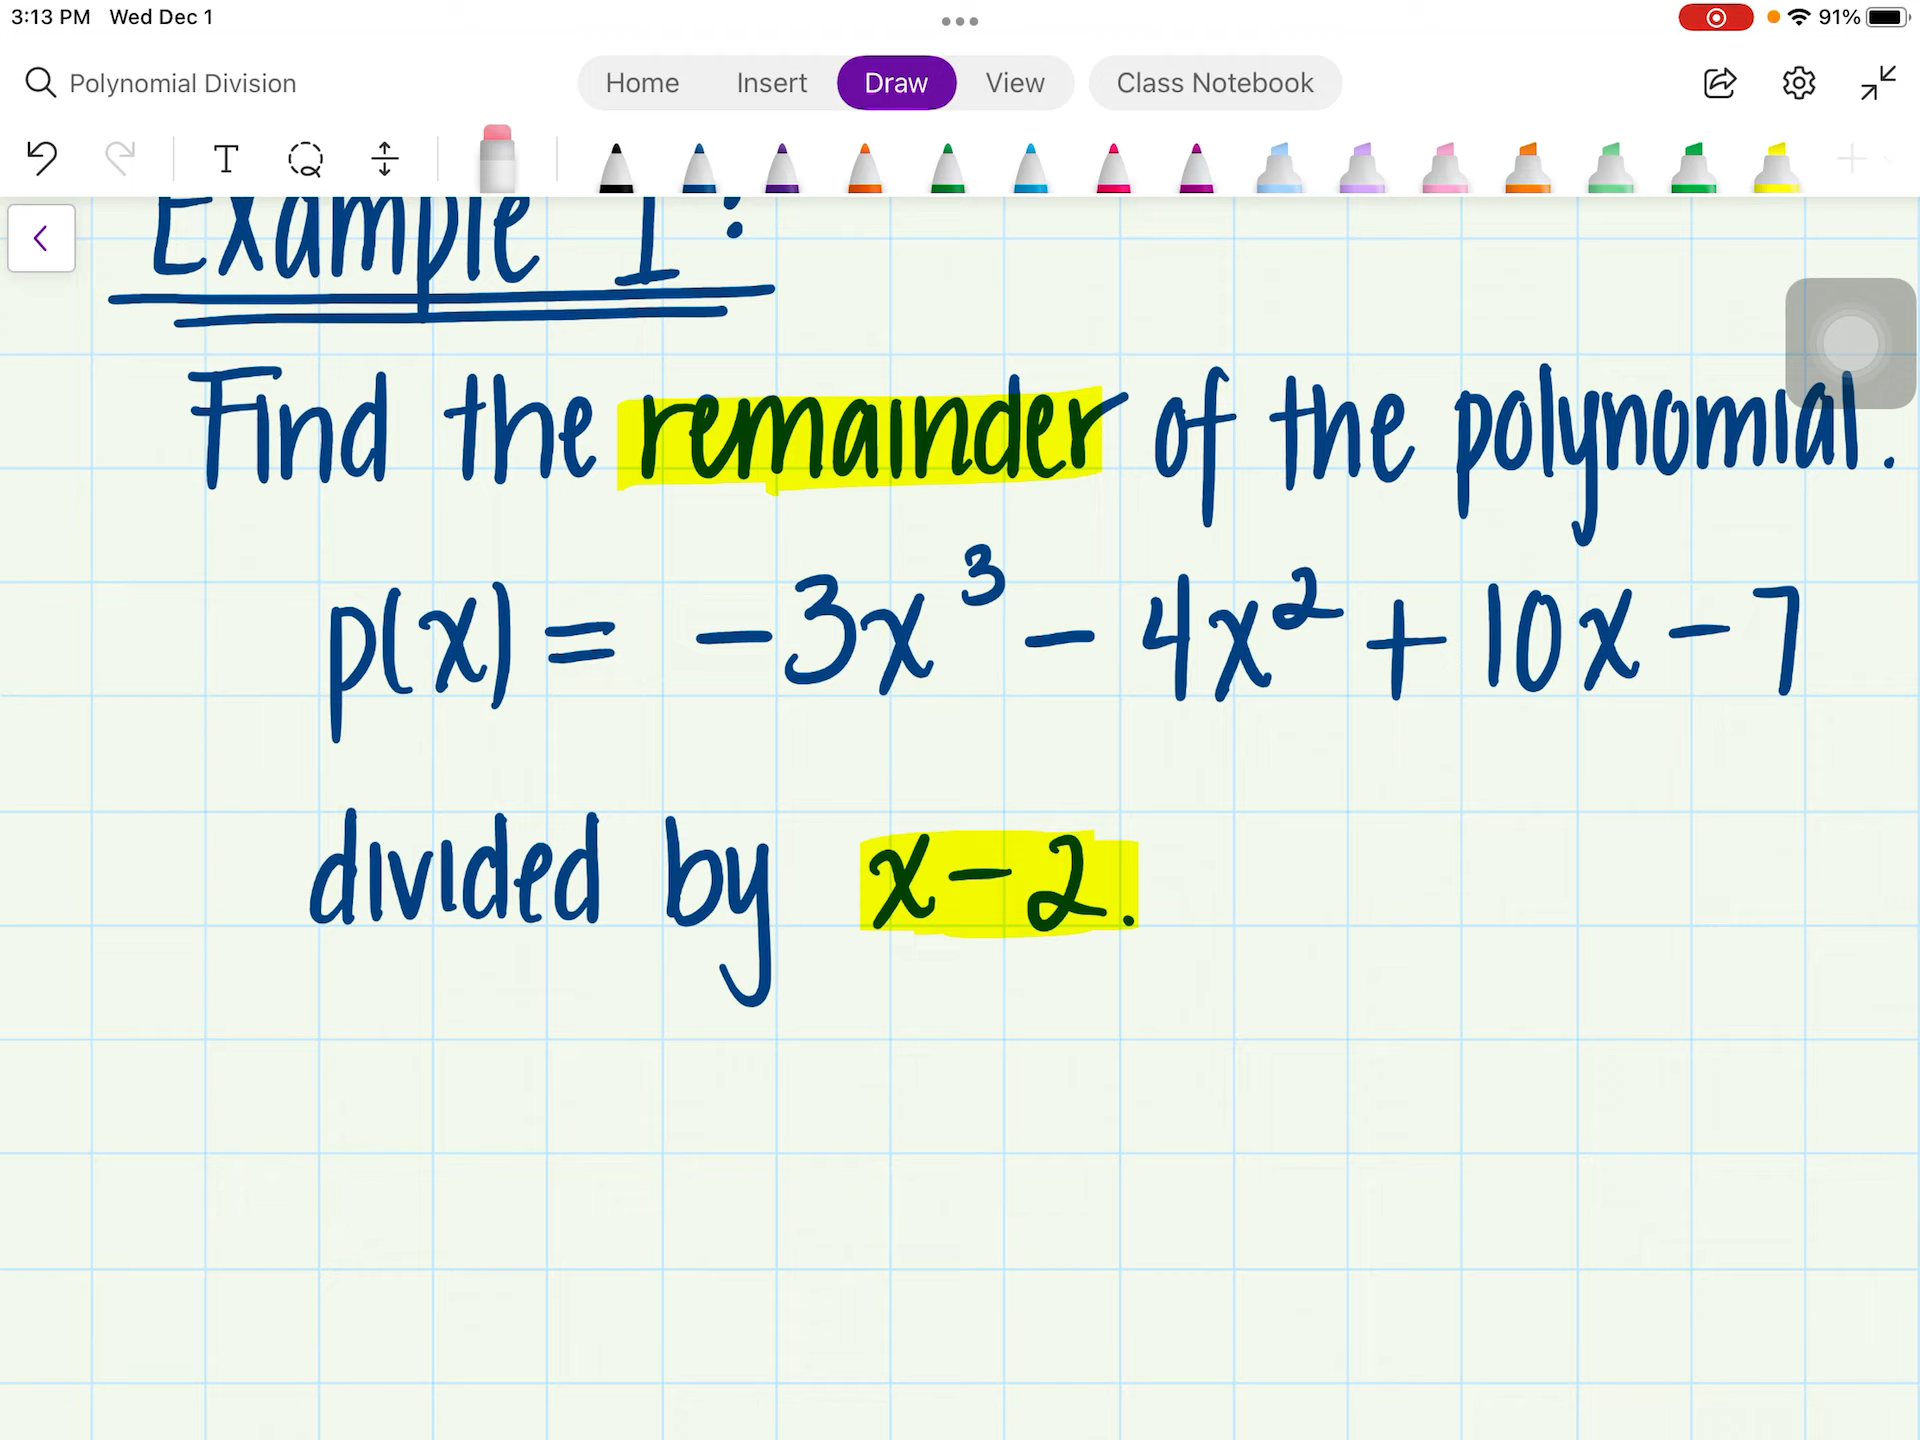 3:13 PM Wed Dec 1
91%
Polynomial Division
Home Insert Draw View Class Notebook
T
Example 1:
Find the remainder of the polynomial.
p(x) = -3x³ - 4x² + 10x - 7
divided by x - 2.